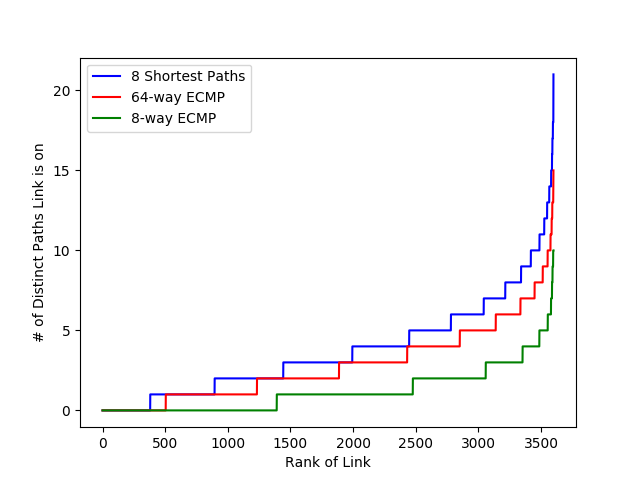 8 Shortest Paths
64-way ECMP
8-way ECMP
# of Distinct Paths Link is on
20
15
10
5
0
0 500 1000 1500 2000 2500 3000 3500
Rank of Link